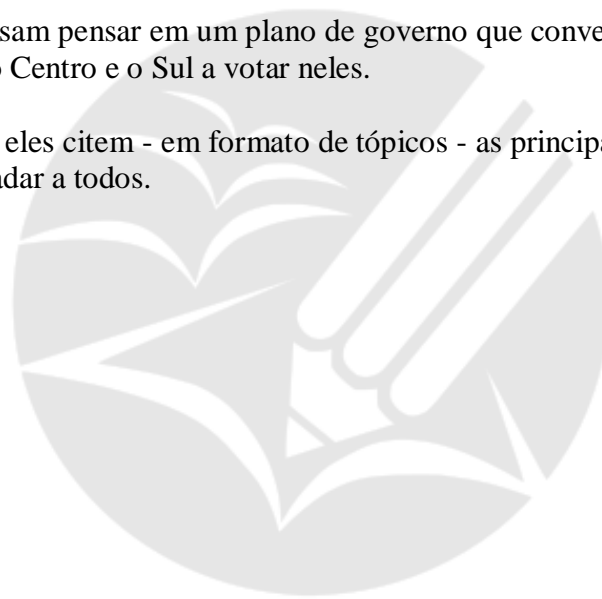 sam pensar em um plano de governo que conve
o Centro e o Sul a votar neles.
eles citem - em formato de tópicos - as principa
adar a todos.